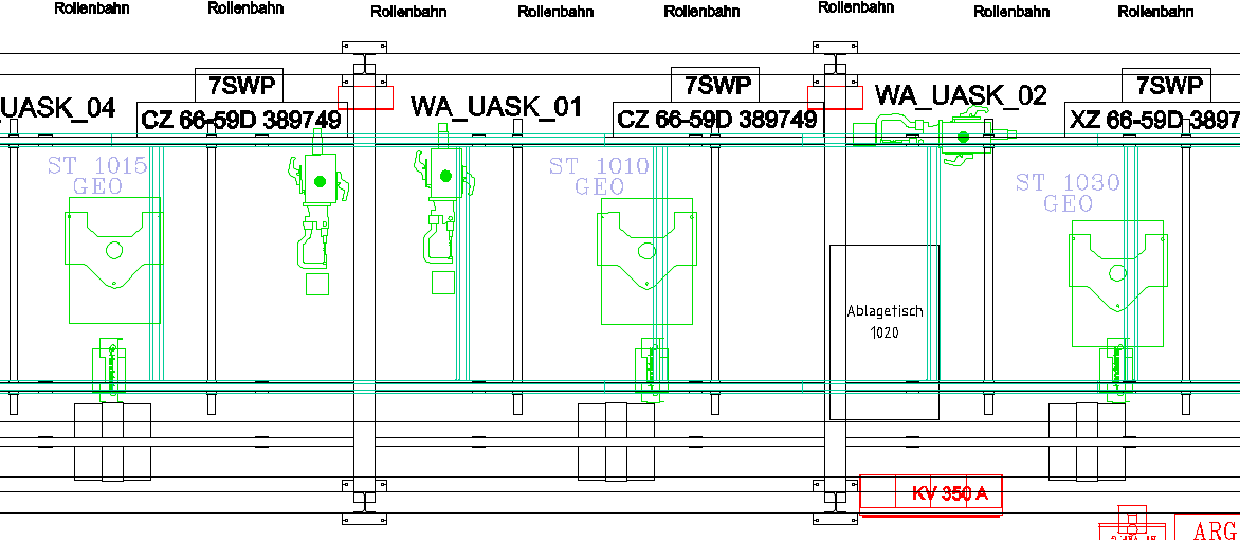 Rollenbahn
Rollenbahn
Rollenbahn
Rollenbahn
Rollenbahn
Rollenbahn
Rollenbahn
Rollenbahn
7SWP
7SWP
7SWP
UASK_04
CZ 66-59D 389749
WA_UASK_01
CZ 66-59D 389749
WA_UASK_02
XZ 66-59D 3897
ST 1015
GEO
ST 1010
GEO
ST 1030
GEO
Ablagetisch
1020
KV 350 A
ARG